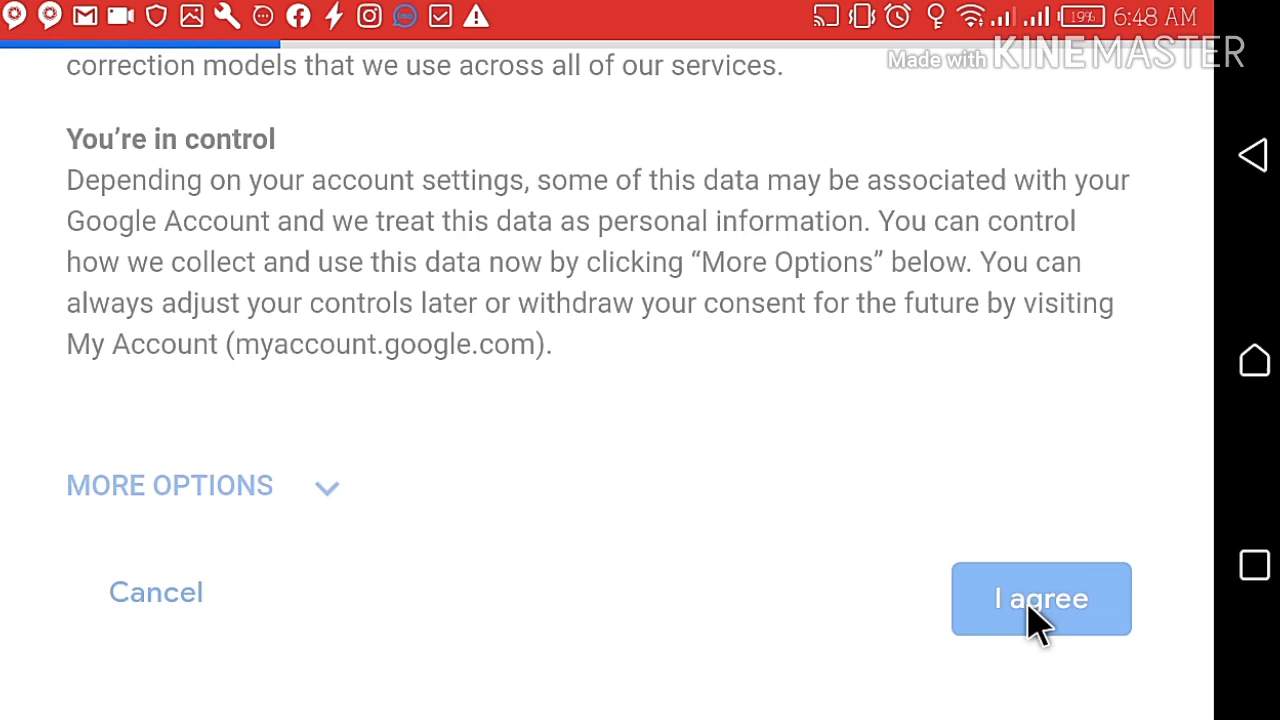 19% 6:48 AM
Made with KINEMASTER
correction models that we use across all of our services.
You’re in control
Depending on your account settings, some of this data may be associated with your
Google Account and we treat this data as personal information. You can control
how we collect and use this data now by clicking “More Options” below. You can
always adjust your controls later or withdraw your consent for the future by visiting
My Account (myaccount.google.com).
MORE OPTIONS
Cancel
I agree